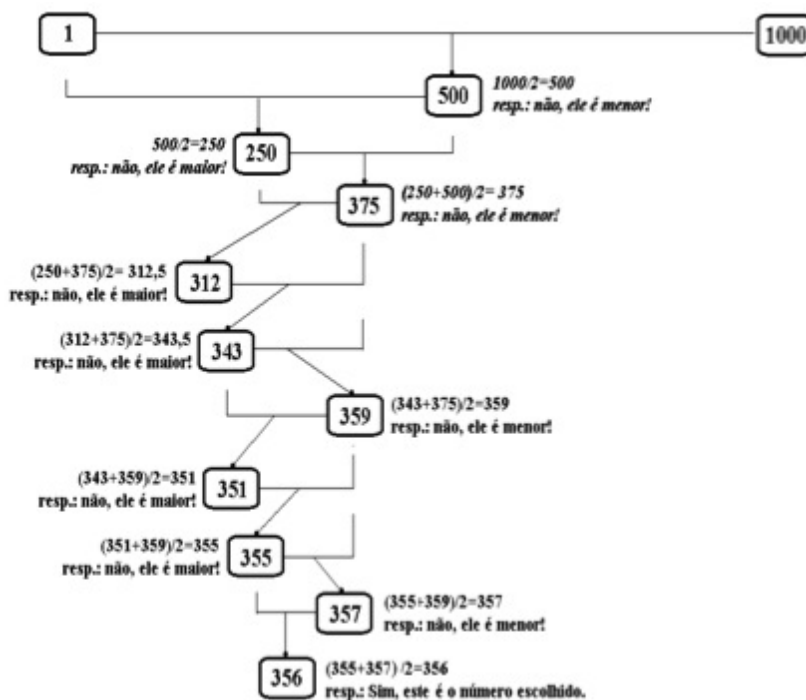 1
1000
500
1000/2=500
resp.: não, ele é menor!
500/2=250
resp.: não, ele é maior!
250
375
(250+500)/2= 375
resp.: não, ele é menor!
(250+375)/2= 312,5
resp.: não, ele é maior!
312
(312+375)/2=343,5
resp.: não, ele é maior!
343
359
(343+375)/2=359
resp.: não, ele é menor!
(343+359)/2=351
resp.: não, ele é maior!
351
(351+359)/2=355
resp.: não, ele é maior!
355
357
(355+359)/2=357
resp.: não, ele é menor!
356
(355+357) /2=356
resp.: Sim, este é o número escolhido.